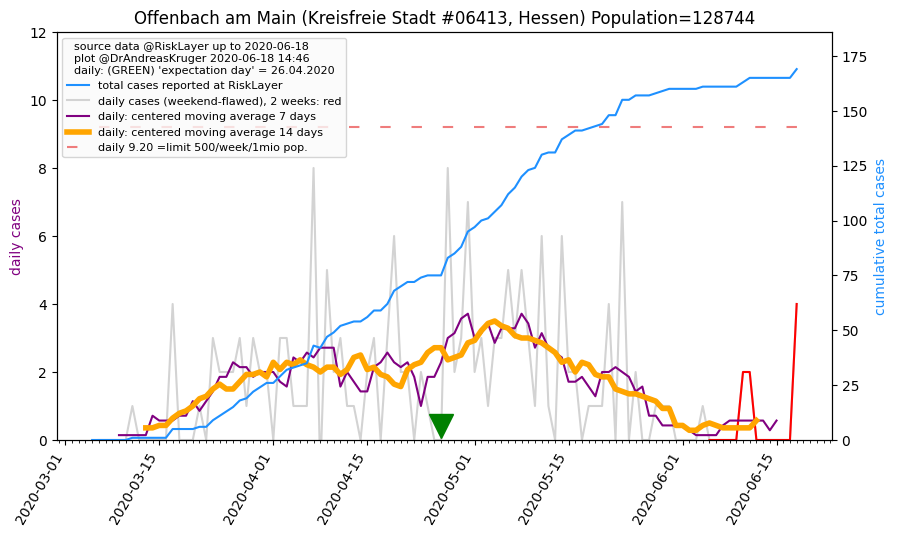 Offenbach am Main (Kreisfreie Stadt #06413, Hessen) Population=128744
source data @RiskLayer up to 2020-06-18
plot @DrAndreasKruger 2020-06-18 14:46
daily: (GREEN) 'expectation day' = 26.04.2020
total cases reported at RiskLayer
daily cases (weekend-flawed), 2 weeks: red
daily: centered moving average 7 days
daily: centered moving average 14 days
daily 9.20 =limit 500/week/1mio pop.
daily cases
12
10
8
6
4
2
0
cumulative total cases
175
150
125
100
75
50
25
0
2020-03-01
2020-03-15
2020-04-01
2020-04-15
2020-05-01
2020-05-15
2020-06-01
2020-06-15